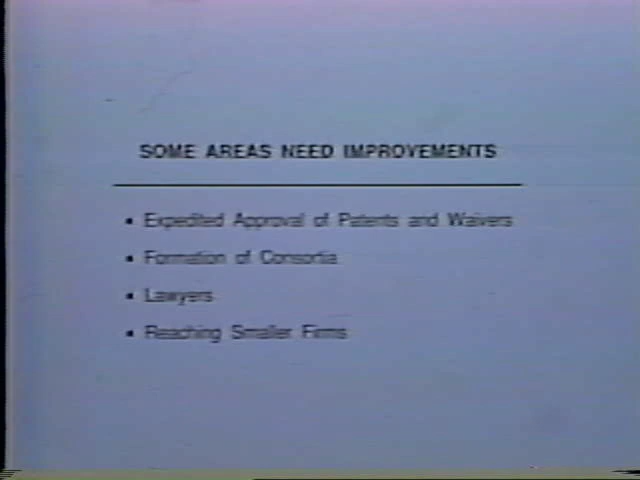 SOME AREAS NEED IMPROVEMENTS
• Expedited Approval of Patents and Waivers
• Formation of Consortia
• Lawyers
• Reaching Smaller Firms